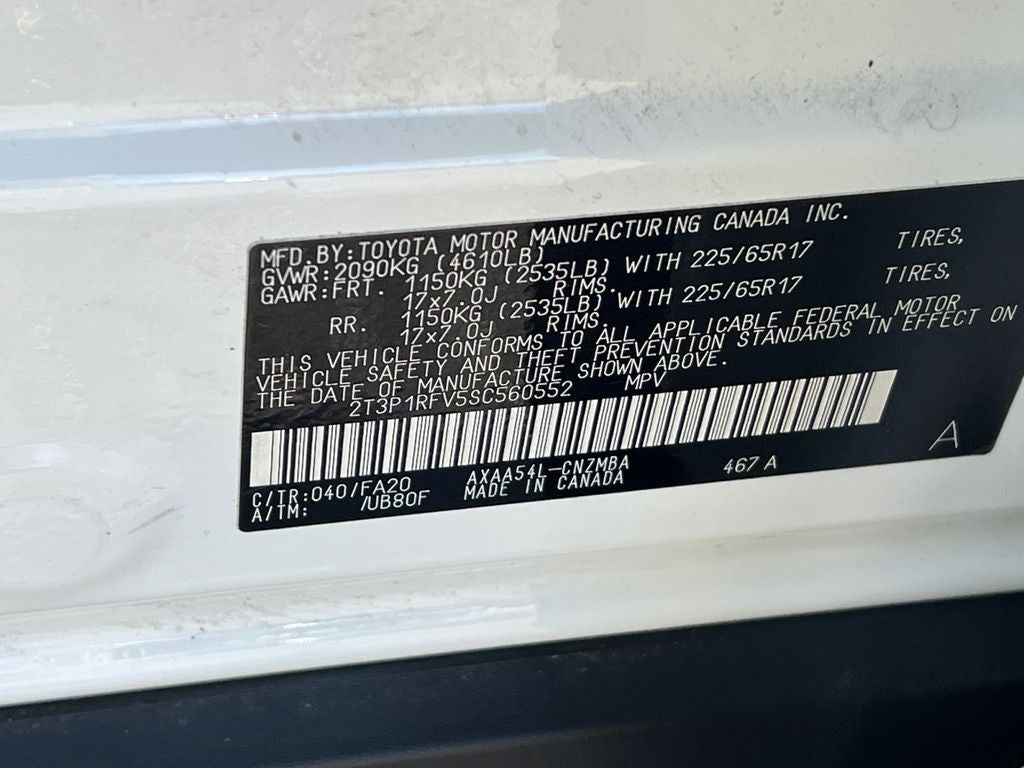 MFD.BY:TOYOTA MOTOR MANUFACTURING CANADA INC.
GVWR:2090KG (4610LB)
GAWR:FRT. 1150KG (2535LB) WITH 225/65R17 TIRES,
17x7.0J RIMS.
RR. 1150KG (2535LB) WITH 225/65R17 TIRES,
17x7.0J RIMS.
THIS VEHICLE CONFORMS TO ALL APPLICABLE FEDERAL MOTOR
VEHICLE SAFETY AND THEFT PREVENTION STANDARDS IN EFFECT ON
THE DATE OF MANUFACTURE SHOWN ABOVE.
2T3P1RFV5SC560552 MPV
C/TR:040/FA20 AXAA54L-CNZMBA 467A
A/TM: /UB80F MADE IN CANADA
A